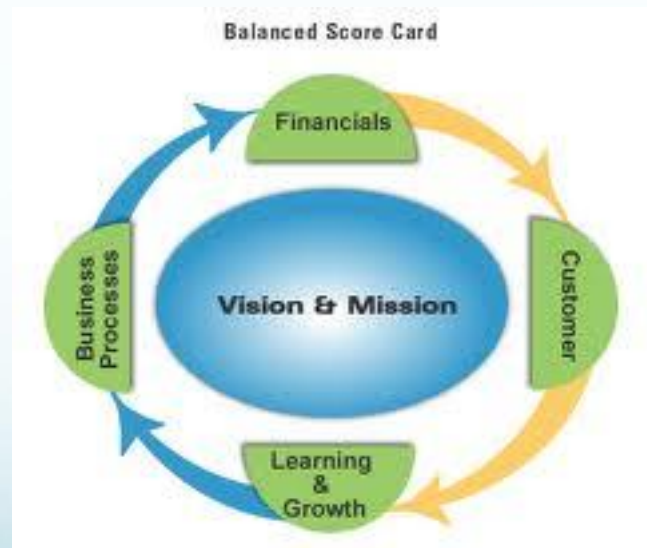 Balanced Score Card
Financials
Customer
Learning
&
Growth
Business
Processes
Vision & Mission